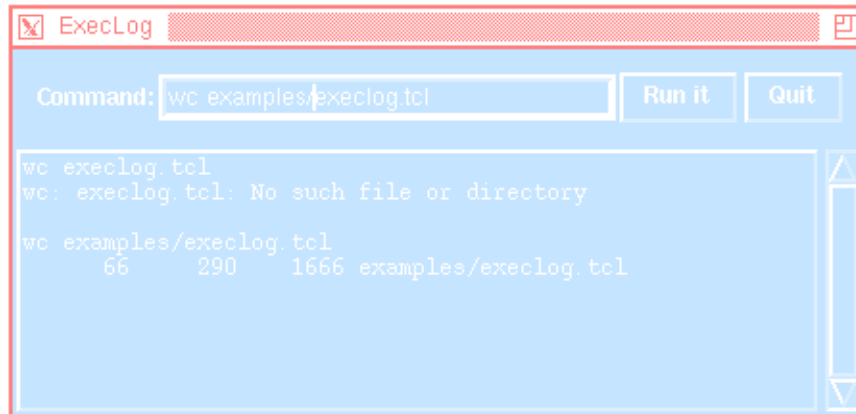 ExecLog
Command: wc examples/execlog.tcl Run it Quit
wc execlog.tcl
wc: execlog.tcl: No such file or directory
wc examples/execlog.tcl
66 290 1666 examples/execlog.tcl